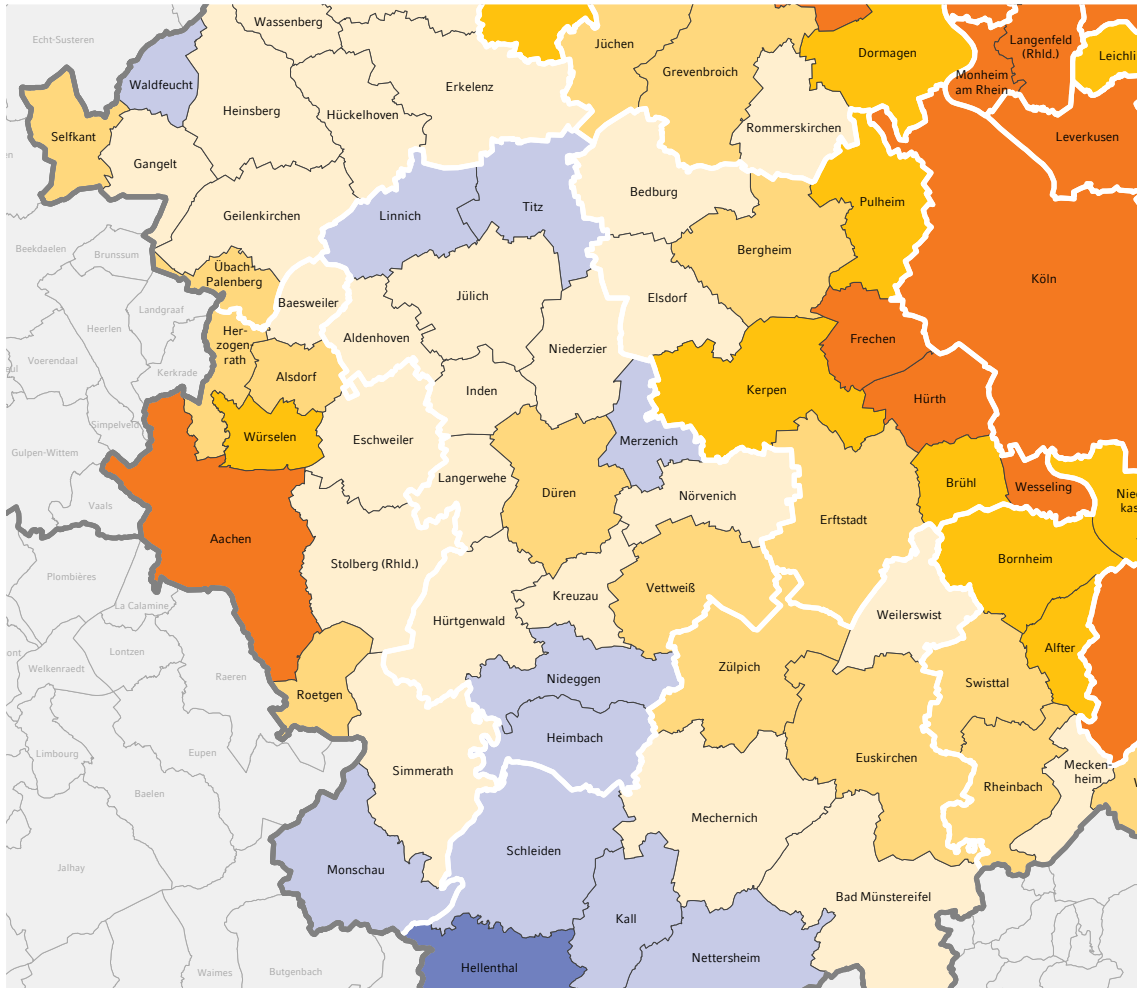 Echt-Susteren
Wassenberg
Jüchen
Dormagen
Langenfeld
(Rhld.)
Leichli
Waldfeucht
Grevenbroich
Monheim
am Rhein
Erkelenz
Heinsberg
Hückelhoven
Rommerskirchen
Leverkusen
Selfkant
Gangelt
Bedburg
Pulheim
Geilenkirchen
Linnich
Titz
Beekdaelen
Brunssum
Bergheim
Übach-
Palenberg
Köln
Baesweiler
Jülich
Elsdorf
Landgraaf
Heerlen
Her-
zogen-
rath
Aldenhoven
Frechen
Niederzier
Voerendaal
Kerkrade
Alsdorf
Inden
Kerpen
Hürth
Simpelveld
Würselen
Eschweiler
Merzenich
Gulpen-Wittem
Langerwehe
Brühl
Wesseling
Düren
Nörvenich
Nie
kas
Vaals
Erftstadt
Aachen
Bornheim
Stolberg (Rhld.)
Plombières
Vettweiß
Kreuzau
La Calamine
Weilerswist
Hürtgenwald
Lontzen
Alfter
Welkenraedt
Zülpich
Raeren
Nideggen
Swisttal
Roetgen
Heimbach
Limbourg
Eupen
Euskirchen
Simmerath
Mecken-
heim
Rheinbach
Baelen
Mechernich
Schleiden
Jalhay
Monschau
Bad Münstereifel
Kall
Nettersheim
Hellenthal
Waimes
Butgenbach